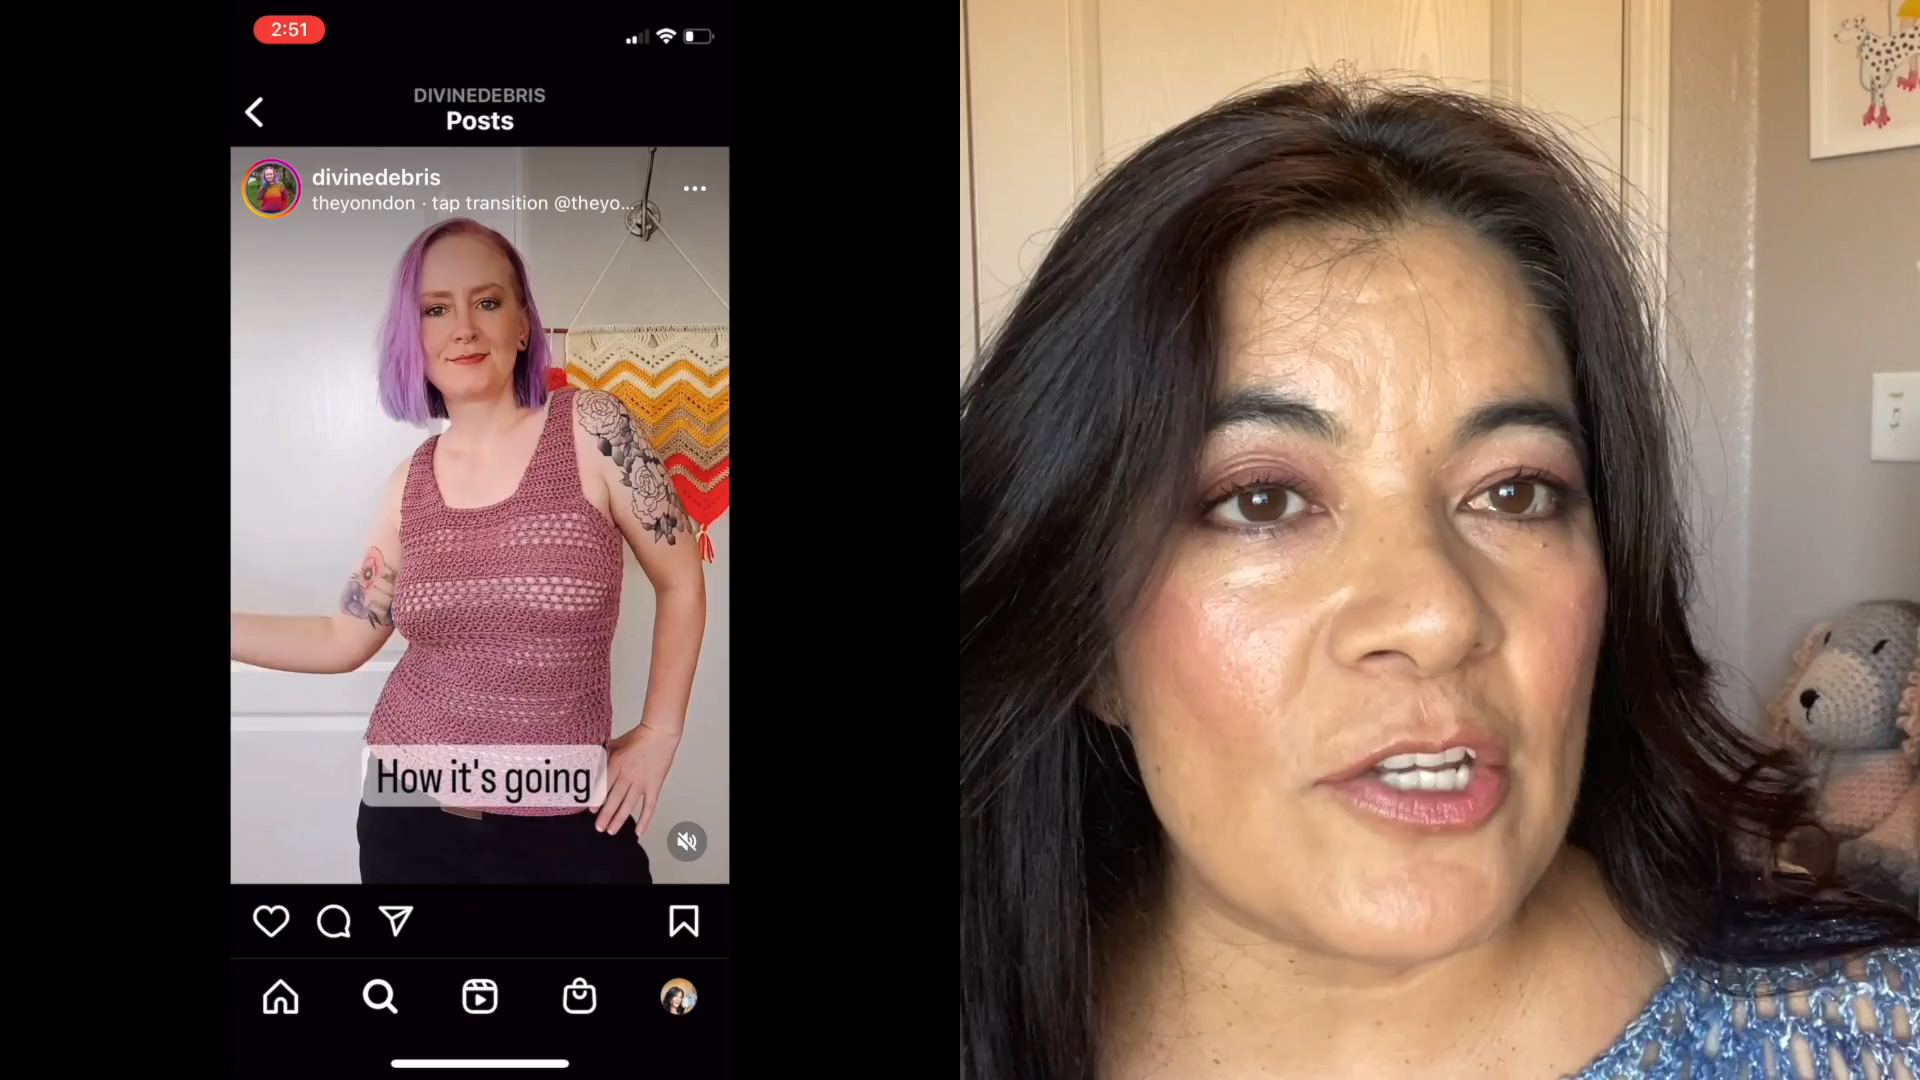 2:51
DIVINEDEBRIS
Posts
divinedebris
theyonndon · tap transition @theyo...
How it's going